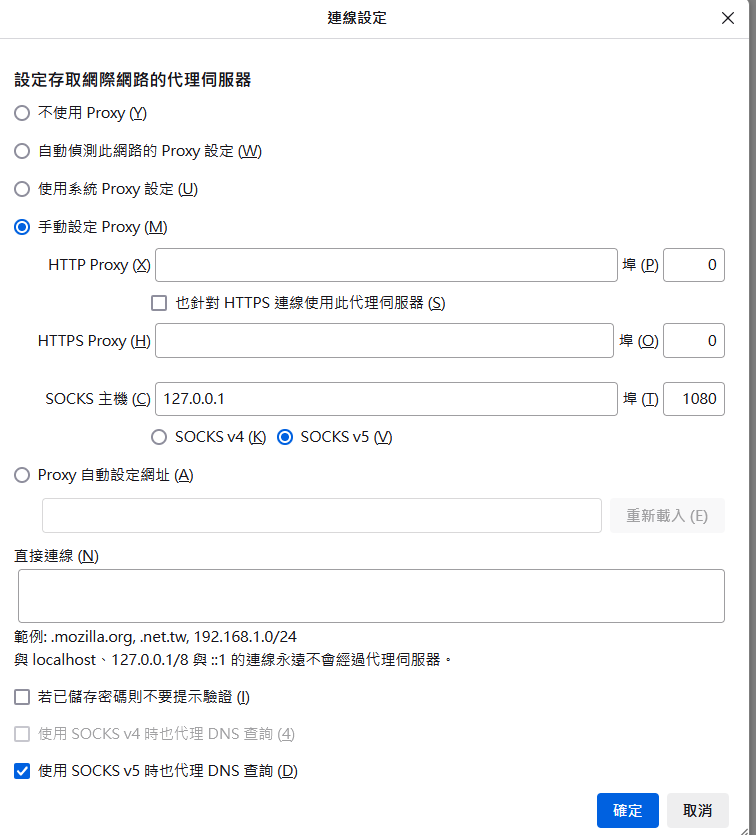 連線設定
設定存取網際網路的代理伺服器
不使用 Proxy (Y)
自動偵測此網路的 Proxy 設定 (W)
使用系統 Proxy 設定 (U)
手動設定 Proxy (M)
HTTP Proxy (X) 埠 (P) 0
也針對 HTTPS 連線使用此代理伺服器 (S)
HTTPS Proxy (H) 埠 (O) 0
SOCKS 主機 (C) 127.0.0.1 埠 (T) 1080
SOCKS v4 (K) SOCKS v5 (V)
Proxy 自動設定網址 (A)
重新載入 (E)
直接連線 (N)
範例: .mozilla.org, .net.tw, 192.168.1.0/24
與 localhost、127.0.0.1/8 與 ::1 的連線永遠不會經過代理伺服器。
若已儲存密碼則不要提示驗證 (I)
使用 SOCKS v4 時也代理 DNS 查詢 (4)
使用 SOCKS v5 時也代理 DNS 查詢 (D)
確定 取消